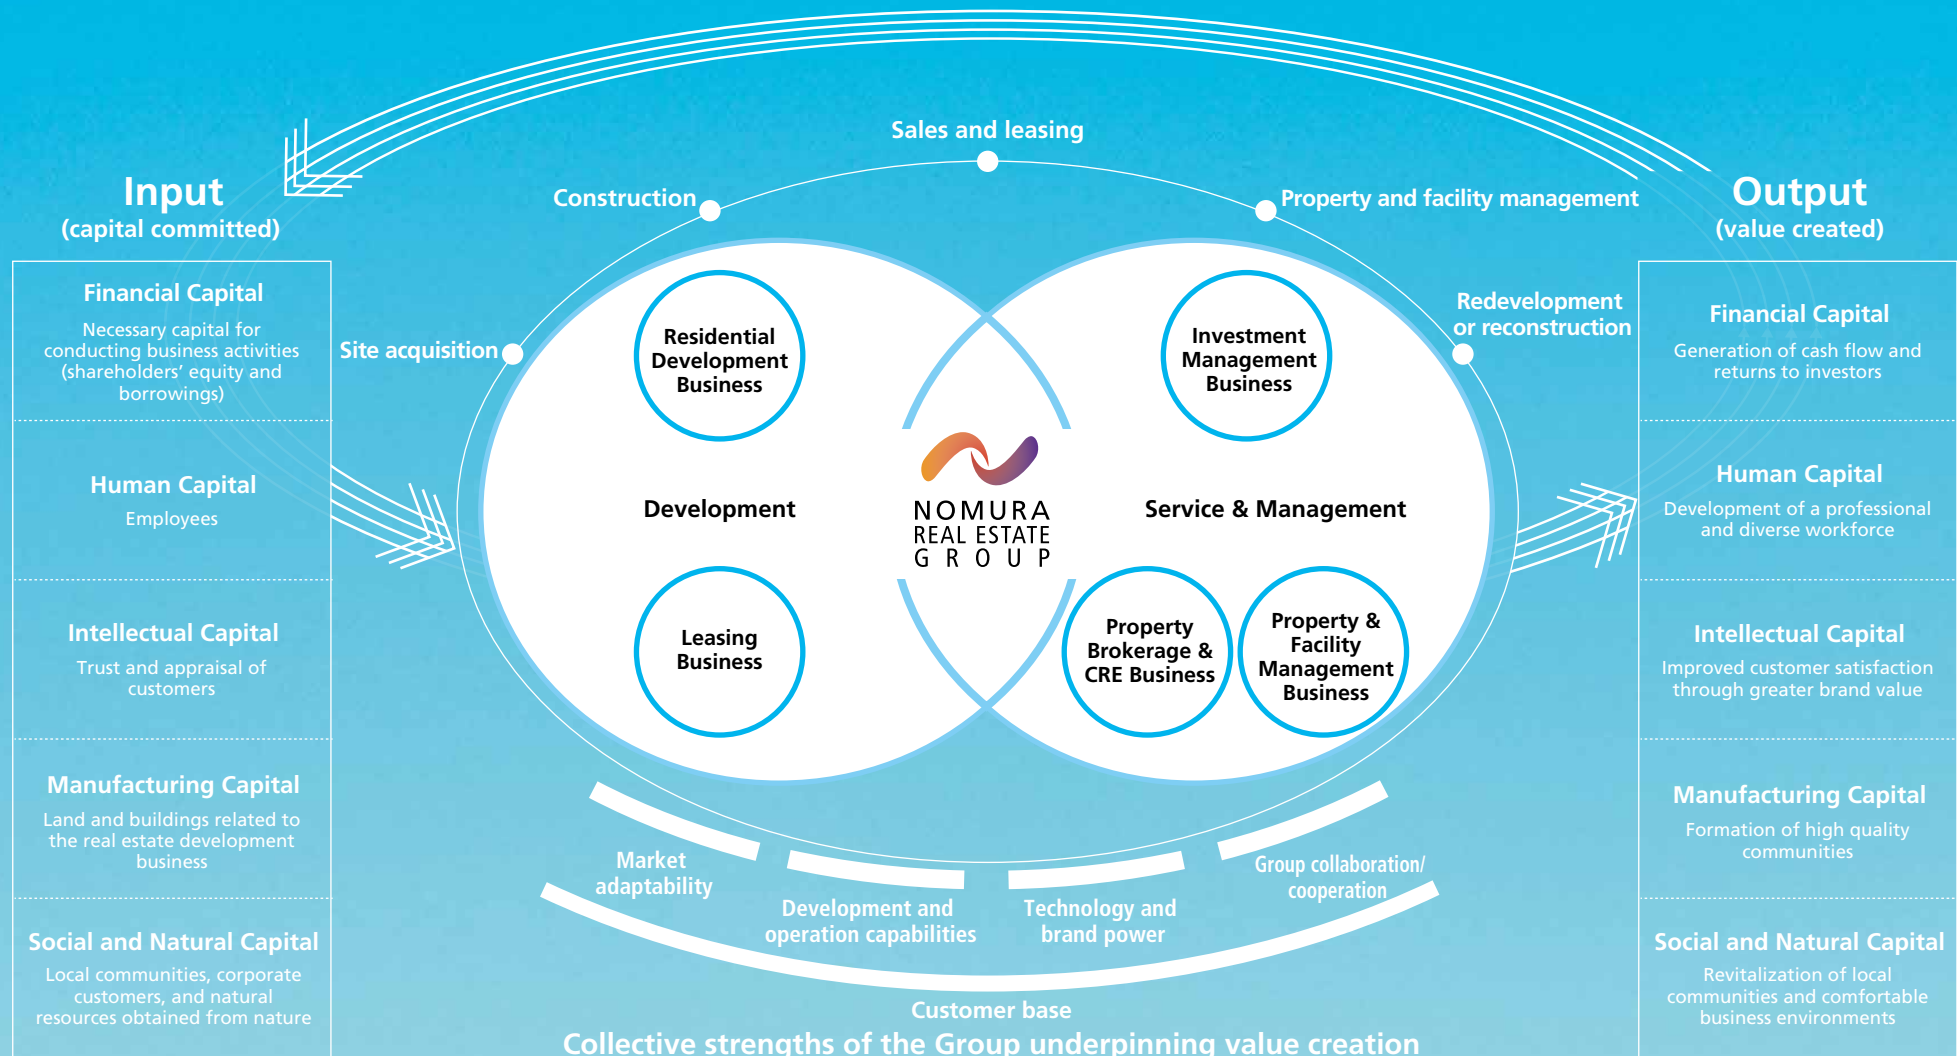 Sales and leasing
Construction
Property and facility management
Site acquisition
Redevelopment
or reconstruction
Input
(capital committed)
Financial Capital
Necessary capital for
conducting business activities
(shareholders’ equity and
borrowings)
Human Capital
Employees
Intellectual Capital
Trust and appraisal of
customers
Manufacturing Capital
Land and buildings related to
the real estate development
business
Social and Natural Capital
Local communities, corporate
customers, and natural
resources obtained from nature
Residential
Development
Business
Development
Leasing
Business
NOMURA
REAL ESTATE
GROUP
Investment
Management
Business
Service & Management
Property
Brokerage &
CRE Business
Property &
Facility
Management
Business
Market
adaptability
Development and
operation capabilities
Technology and
brand power
Group collaboration/
cooperation
Customer base
Collective strengths of the Group underpinning value creation
Output
(value created)
Financial Capital
Generation of cash flow and
returns to investors
Human Capital
Development of a professional
and diverse workforce
Intellectual Capital
Improved customer satisfaction
through greater brand value
Manufacturing Capital
Formation of high quality
communities
Social and Natural Capital
Revitalization of local
communities and comfortable
business environments